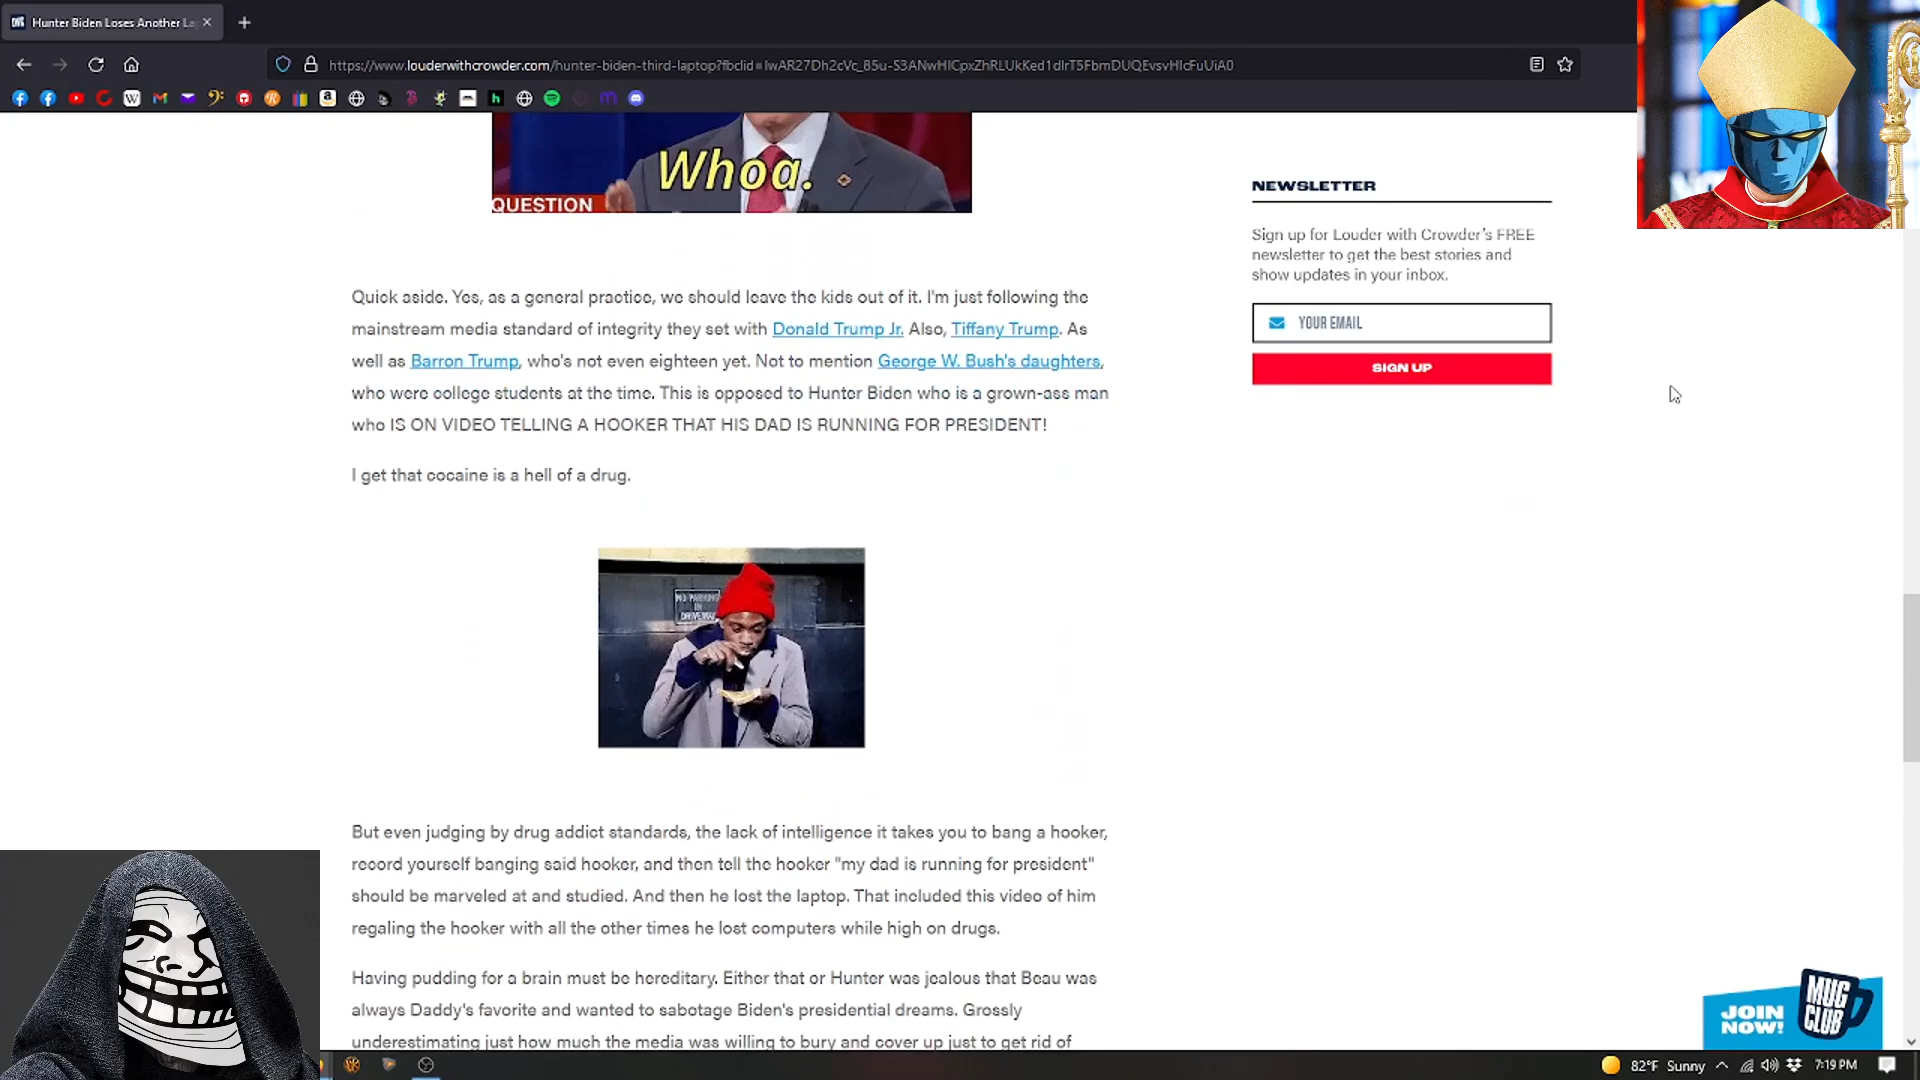 Hunter Biden Loses Another La
https://www.louderwithcrowder.com/hunter-biden-third-laptop?fbclid=IwAR27Dh2cVc_85u-S3ANwHICpxZhRLUkKed1dIrT5FbmDUQEvsvHIcFuUiA0
Whoa.
QUESTION
NEWSLETTER
Sign up for Louder with Crowder's FREE
newsletter to get the best stories and
show updates in your inbox.
YOUR EMAIL
SIGN UP
Quick aside. Yes, as a general practice, we should leave the kids out of it. I'm just following the
mainstream media standard of integrity they set with Donald Trump Jr. Also, Tiffany Trump. As
well as Barron Trump, who's not even eighteen yet. Not to mention George W. Bush's daughters,
who were college students at the time. This is opposed to Hunter Biden who is a grown-ass man
who IS ON VIDEO TELLING A HOOKER THAT HIS DAD IS RUNNING FOR PRESIDENT!
I get that cocaine is a hell of a drug.
NO PARKING
IN
DRIVEWAY
But even judging by drug addict standards, the lack of intelligence it takes you to bang a hooker,
record yourself banging said hooker, and then tell the hooker "my dad is running for president"
should be marveled at and studied. And then he lost the laptop. That included this video of him
regaling the hooker with all the other times he lost computers while high on drugs.
Having pudding for a brain must be hereditary. Either that or Hunter was jealous that Beau was
always Daddy's favorite and wanted to sabotage Biden's presidential dreams. Grossly
underestimating just how much the media was willing to bury and cover up just to get rid of
JOIN
NOW!
MUG
CLUB
82°F Sunny
7:19 PM